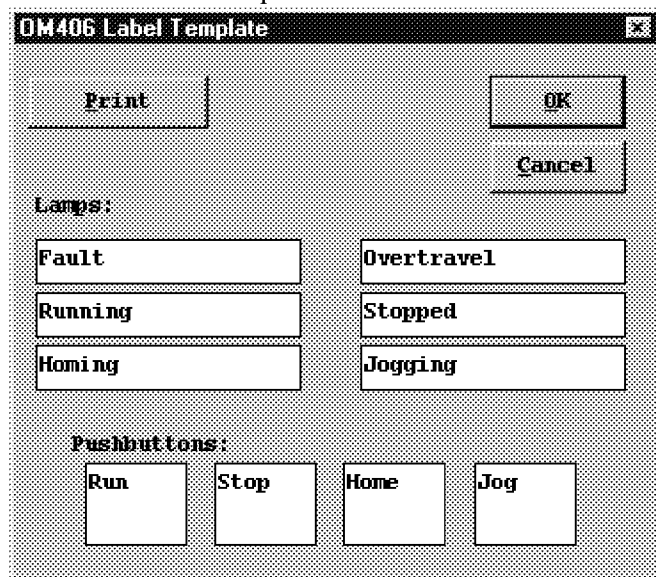 OM406 Label Template
Print OK
Cancel
Lamps:
Fault Overtravel
Running Stopped
Homing Jogging
Pushbuttons:
Run Stop Home Jog